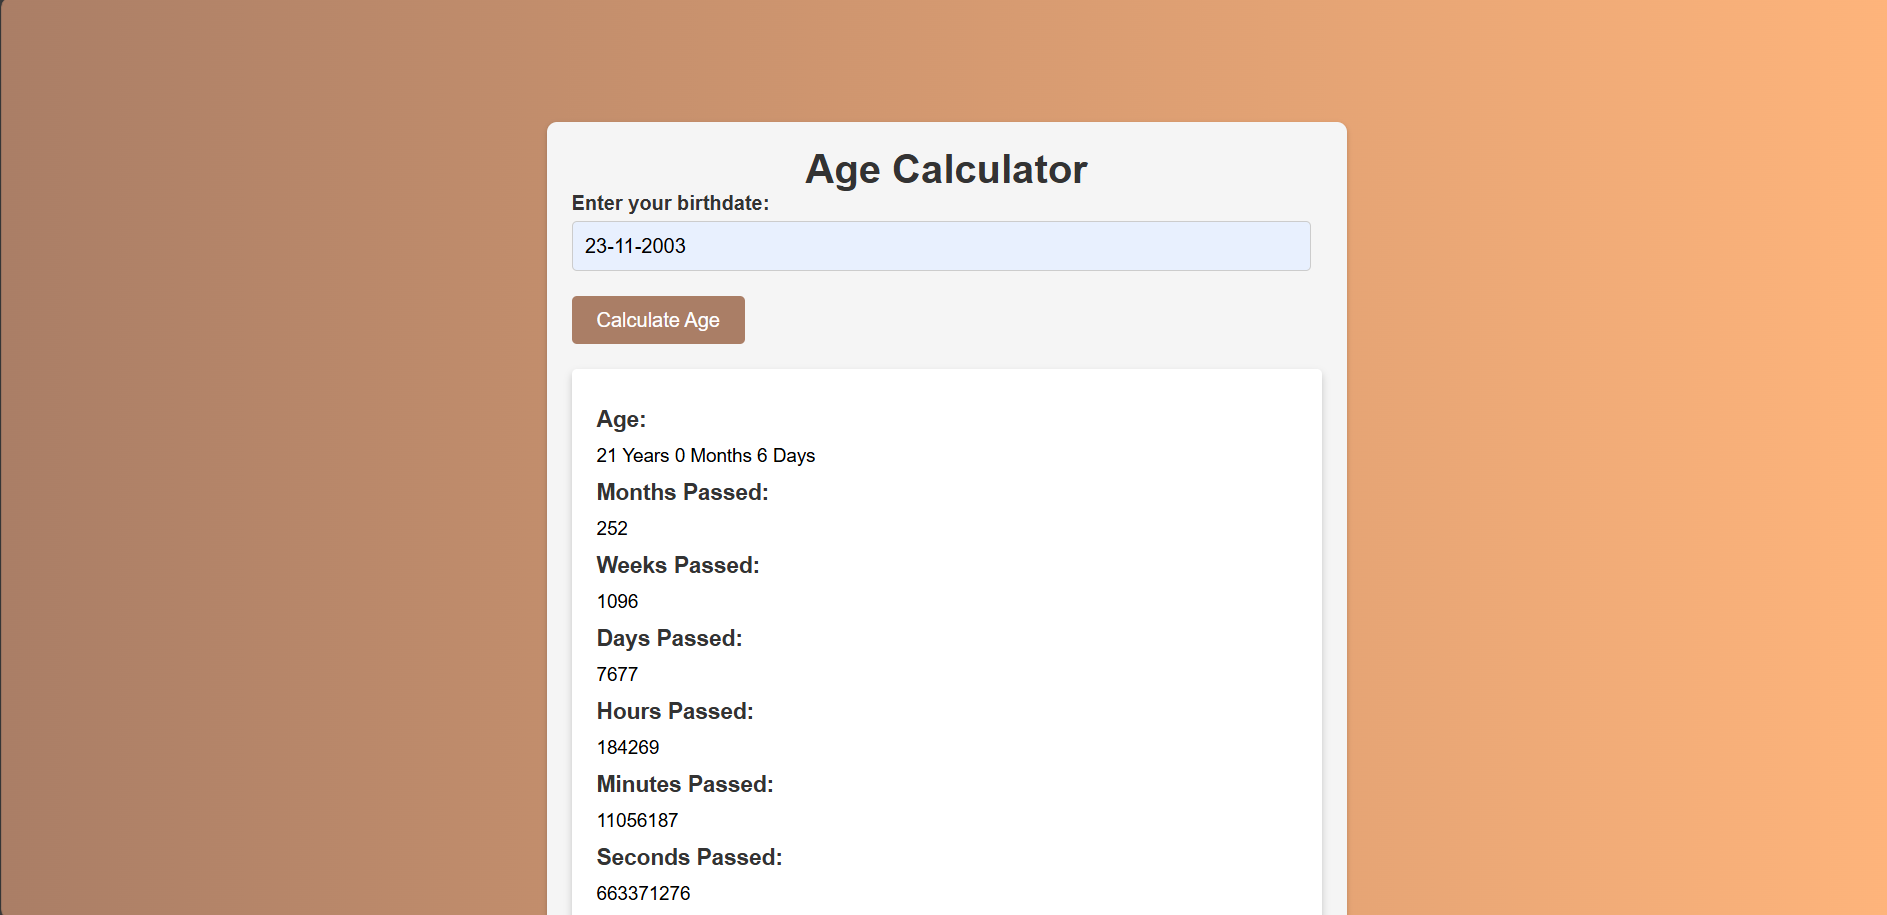 Age Calculator
Enter your birthdate:
23-11-2003
Calculate Age
Age:
21 Years 0 Months 6 Days
Months Passed:
252
Weeks Passed:
1096
Days Passed:
7677
Hours Passed:
184269
Minutes Passed:
11056187
Seconds Passed:
663371276